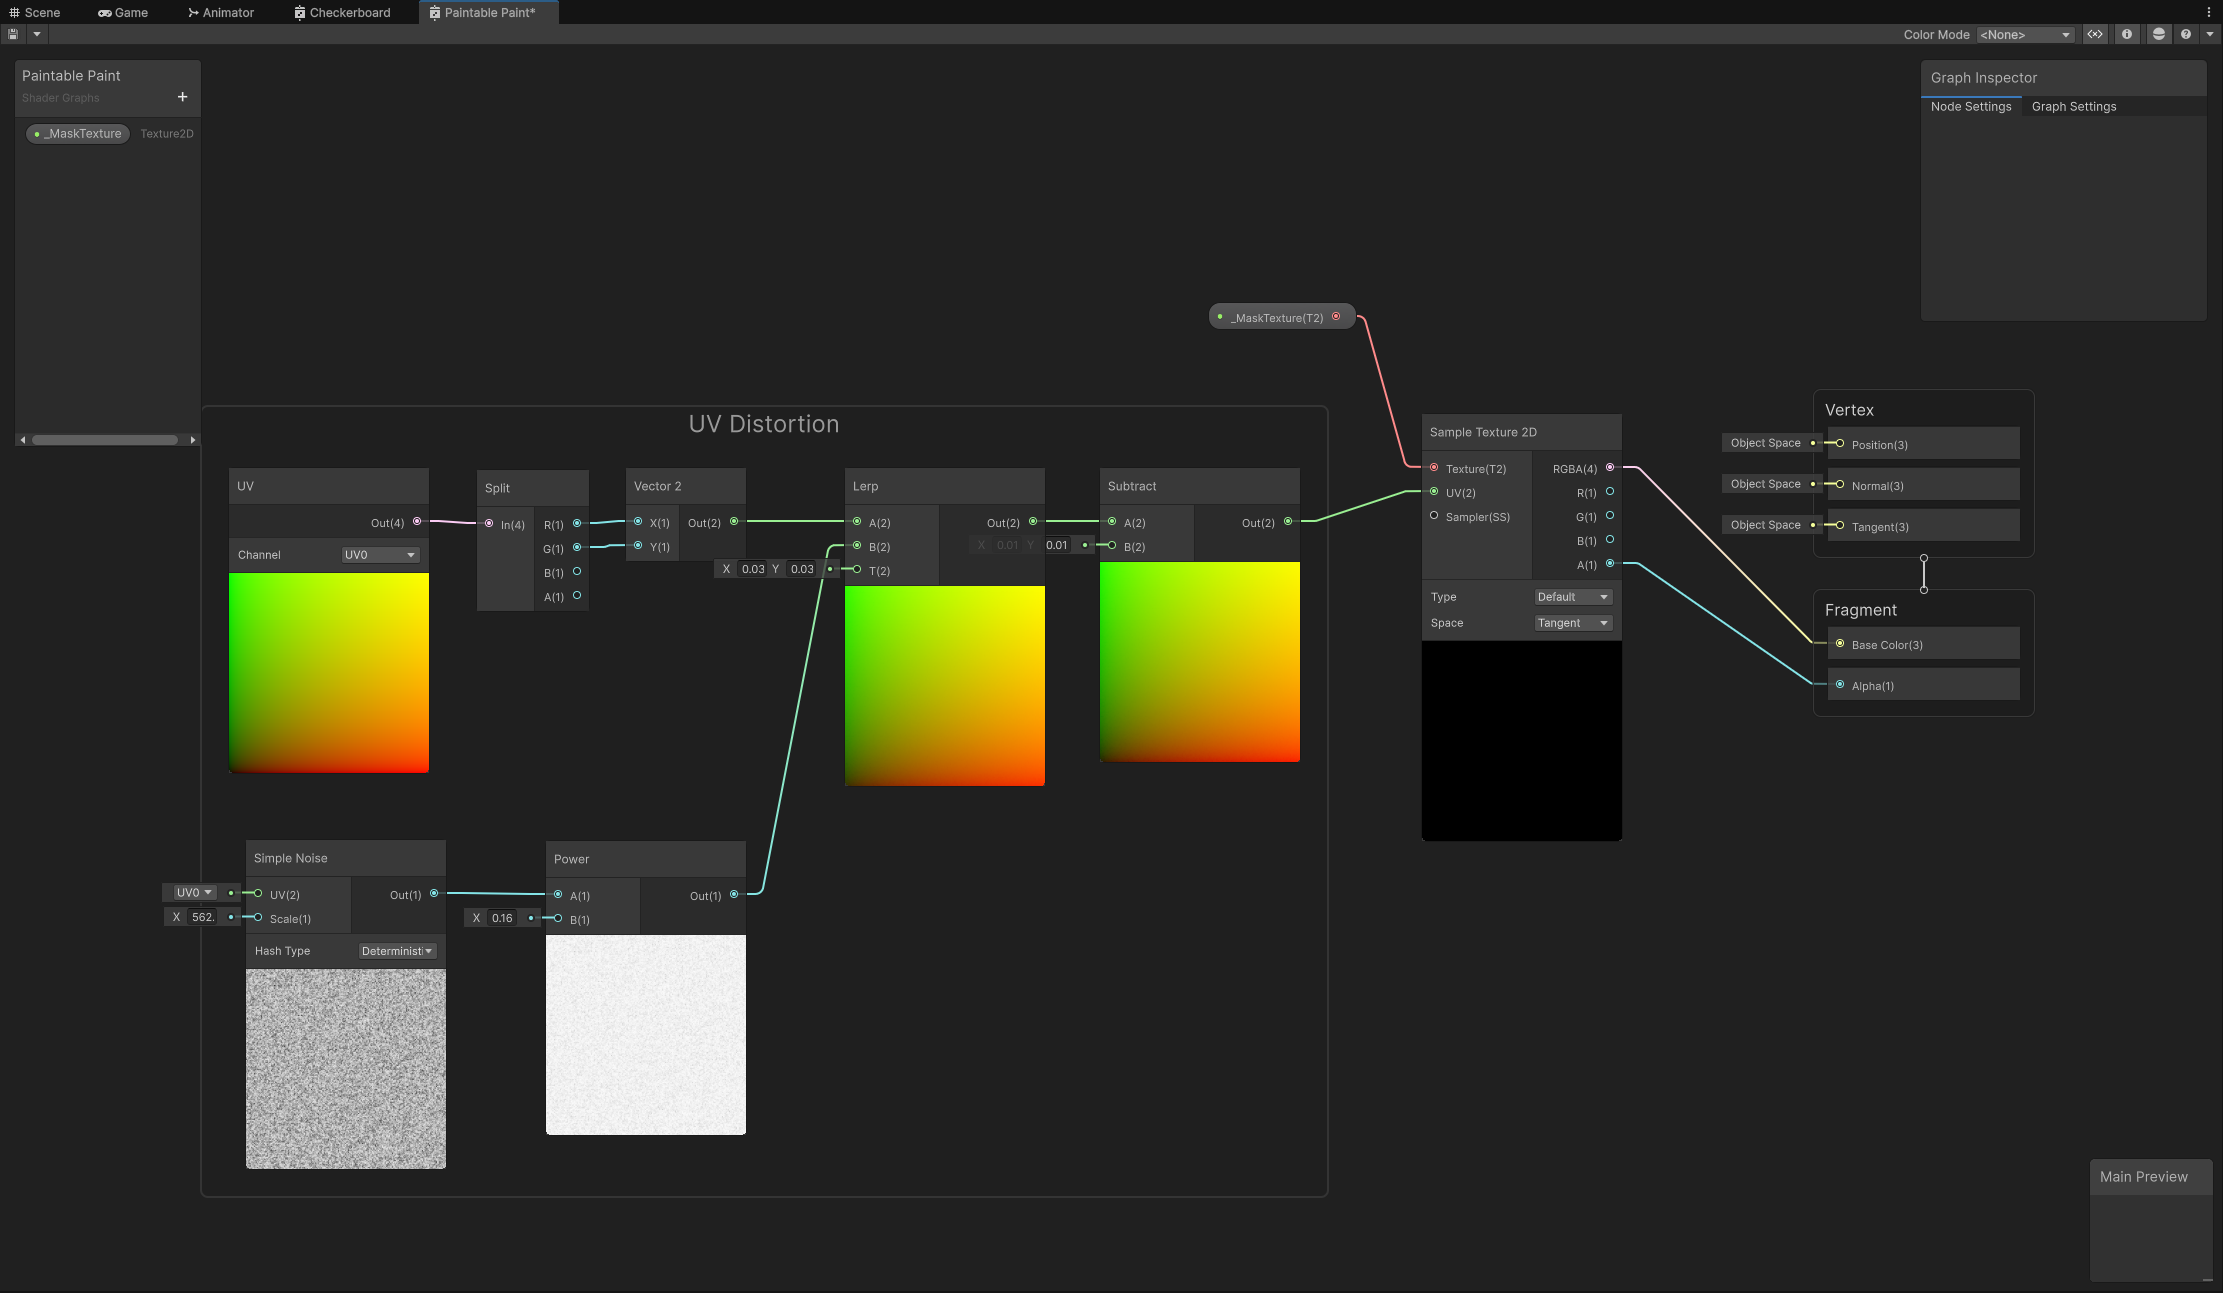 Scene Game Animator Checkerboard Paintable Paint*
Color Mode <None>
Paintable Paint
Shader Graphs
+
_MaskTexture Texture2D
Graph Inspector
Node Settings Graph Settings
_MaskTexture(T2)
UV Distortion
UV
Out(4)
Channel UV0
Split
In(4) R(1)
G(1)
B(1)
A(1)
Vector 2
X(1) Out(2)
Y(1)
X 0.03 Y 0.03
Lerp
A(2) Out(2)
B(2)
T(2)
X 0.01 Y 0.01
Subtract
A(2) Out(2)
B(2)
Sample Texture 2D
Texture(T2) RGBA(4)
UV(2) R(1)
Sampler(SS) G(1)
B(1)
A(1)
Type Default
Space Tangent
Vertex
Object Space Position(3)
Object Space Normal(3)
Object Space Tangent(3)
Fragment
Base Color(3)
Alpha(1)
Simple Noise
UV0 UV(2) Out(1)
X 562. Scale(1)
Hash Type Determinist
Power
A(1) Out(1)
X 0.16 B(1)
Main Preview